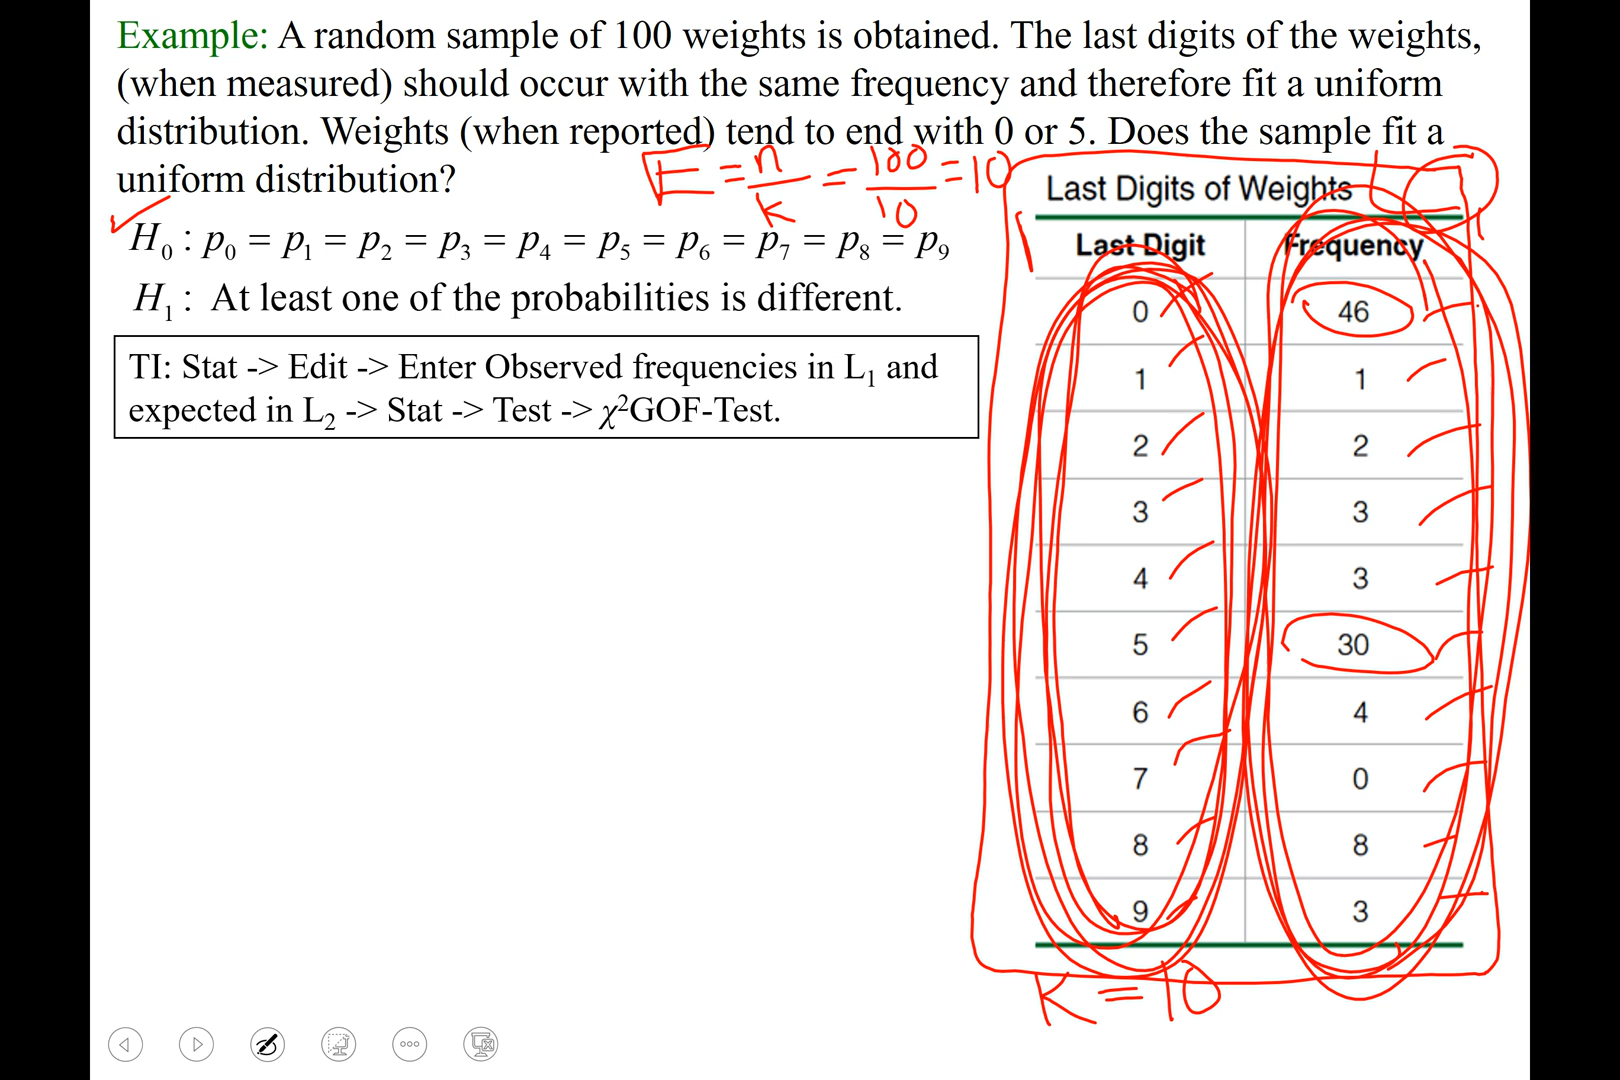 Example: A random sample of 100 weights is obtained. The last digits of the weights,
(when measured) should occur with the same frequency and therefore fit a uniform
distribution. Weights (when reported) tend to end with 0 or 5. Does the sample fit a
uniform distribution?
E = n/k = 100/10 = 10
H₀ : p₀ = p₁ = p₂ = p₃ = p₄ = p₅ = p₆ = p₇ = p₈ = p₉
H₁ : At least one of the probabilities is different.
TI: Stat -> Edit -> Enter Observed frequencies in L₁ and
expected in L₂ -> Stat -> Test -> χ²GOF-Test.
Last Digits of Weights
Last Digit Frequency
0 46
1 1
2 2
3 3
4 3
5 30
6 4
7 0
8 8
9 3
K = 10